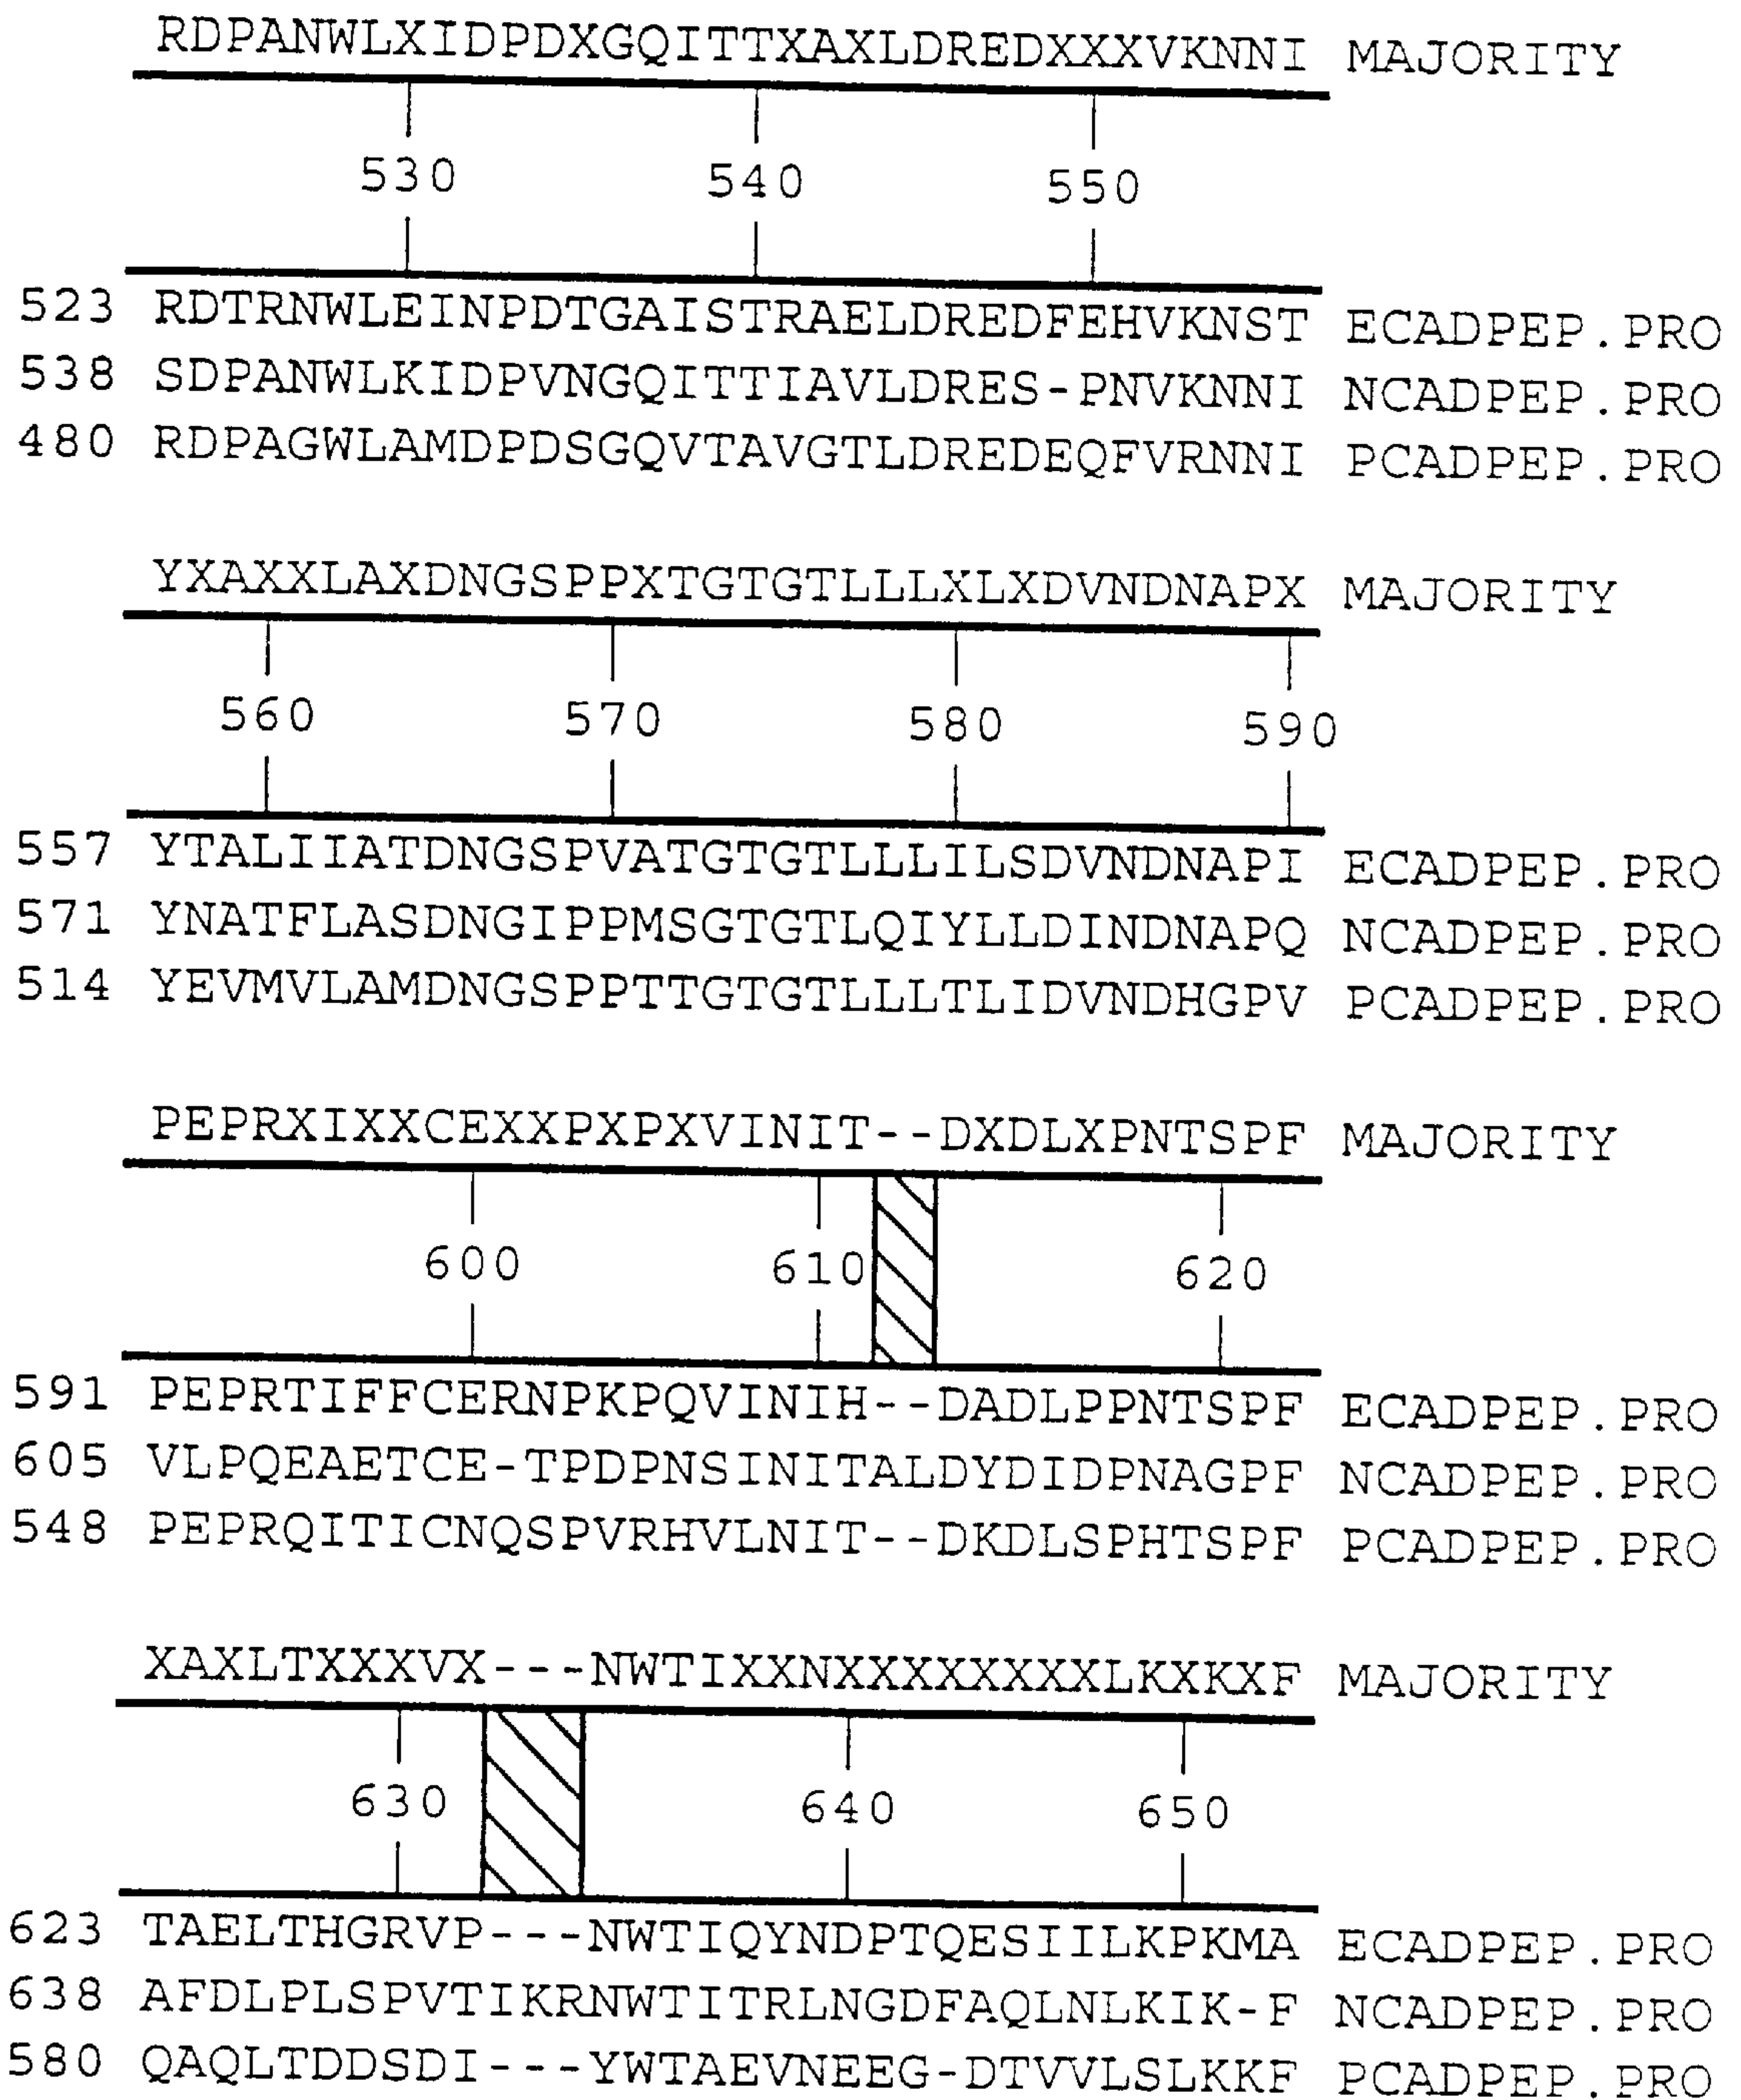 RDPANWLXIDPDXGQITTXAXLDREDXXXVKNNI MAJORITY
530 540 550
523 RDTRNWLEINPDTGAISTRAELDREDFEHVKNST ECADPEP.PRO
538 SDPANWLKIDPVNGQITTIAVLDRES-PNVKNNI NCADPEP.PRO
480 RDPAGWLAMDPDSGQVTAVGTLDREDEQFVRNNI PCADPEP.PRO
YXAXXLAXDNGSPPXTGTGTLLLXLXDVNDNAPX MAJORITY
560 570 580 590
557 YTALIIATDNGSPVATGTGTLLLILSDVNDNAPI ECADPEP.PRO
571 YNATFLASDNGIPPMSGTGTLQIYLLDINDNAPQ NCADPEP.PRO
514 YEVMVLAMDNGSPPTTGTGTLLLTLIDVNDHGPV PCADPEP.PRO
PEPRXIXXCEXXPXPXVINIT--DXDLXPNTSPF MAJORITY
600 610 620
591 PEPRTIFFCERNPKPQVINIH--DADLPPNTSPF ECADPEP.PRO
605 VLPQEAETCE-TPDPNSINITALDYDIDPNAGPF NCADPEP.PRO
548 PEPRQITICNQSPVRHVLNIT--DKDLSPHTSPF PCADPEP.PRO
XAXLTXXXVX---NWTIXXNXXXXXXXXLKXKXF MAJORITY
630 640 650
623 TAELTHGRVP---NWTIQYNDPTQESIILKPKMA ECADPEP.PRO
638 AFDLPLSPVTIKRNWTITRLNGDFAQLNLKIK-F NCADPEP.PRO
580 QAQLTDDSDI---YWTAEVNEEG-DTVVLSLKKF PCADPEP.PRO